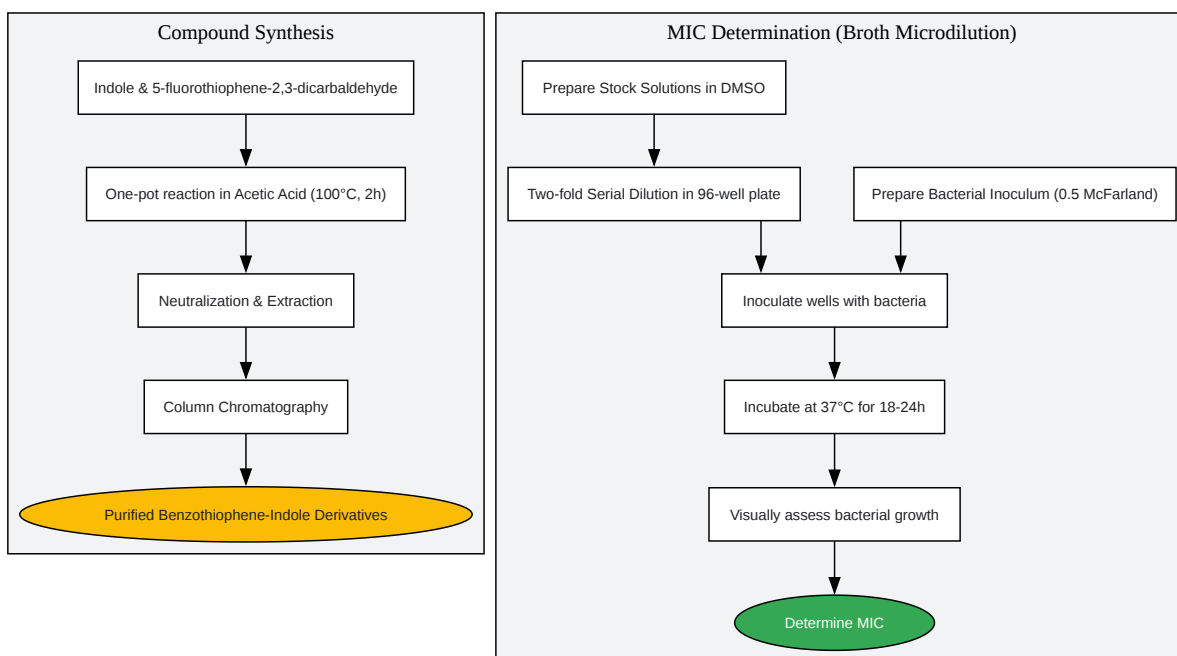 Compound Synthesis
Indole & 5-fluorothiophene-2,3-dicarbaldehyde
One-pot reaction in Acetic Acid (100°C, 2h)
Neutralization & Extraction
Column Chromatography
Purified Benzothiophene-Indole Derivatives
MIC Determination (Broth Microdilution)
Prepare Stock Solutions in DMSO
Two-fold Serial Dilution in 96-well plate
Prepare Bacterial Inoculum (0.5 McFarland)
Inoculate wells with bacteria
Incubate at 37°C for 18-24h
Visually assess bacterial growth
Determine MIC